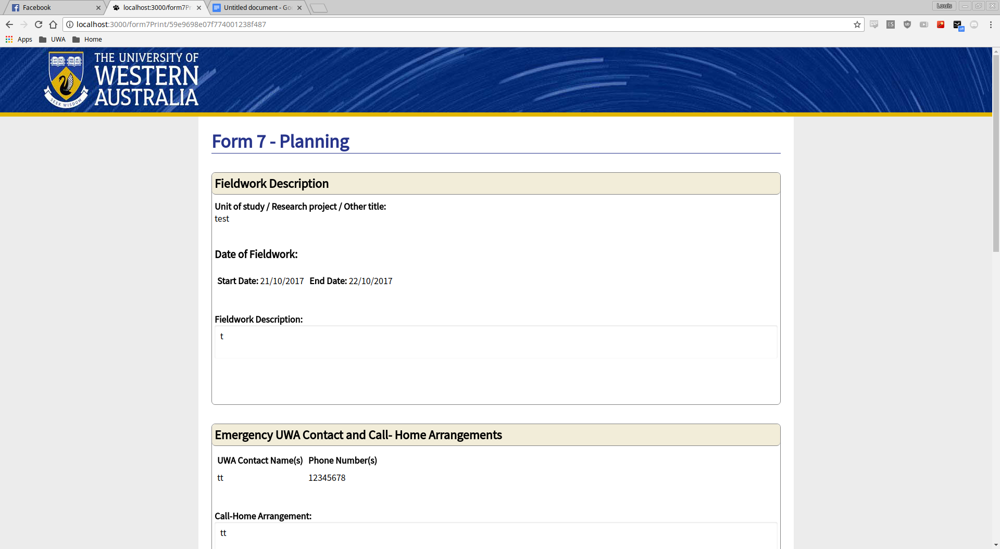 Facebook
localhost:3000/form7Pr
Untitled document - Go
Louis
localhost:3000/form7Print/59e9698e07f774001238f487
ES
off
Apps
UWA
Home
THE UNIVERSITY OF
WESTERN
AUSTRALIA
SEEK WISDOM
Form 7 - Planning
Fieldwork Description
Unit of study / Research project / Other title:
test
Date of Fieldwork:
Start Date: 21/10/2017 End Date: 22/10/2017
Fieldwork Description:
t
Emergency UWA Contact and Call- Home Arrangements
UWA Contact Name(s) Phone Number(s)
tt 12345678
Call-Home Arrangement:
tt